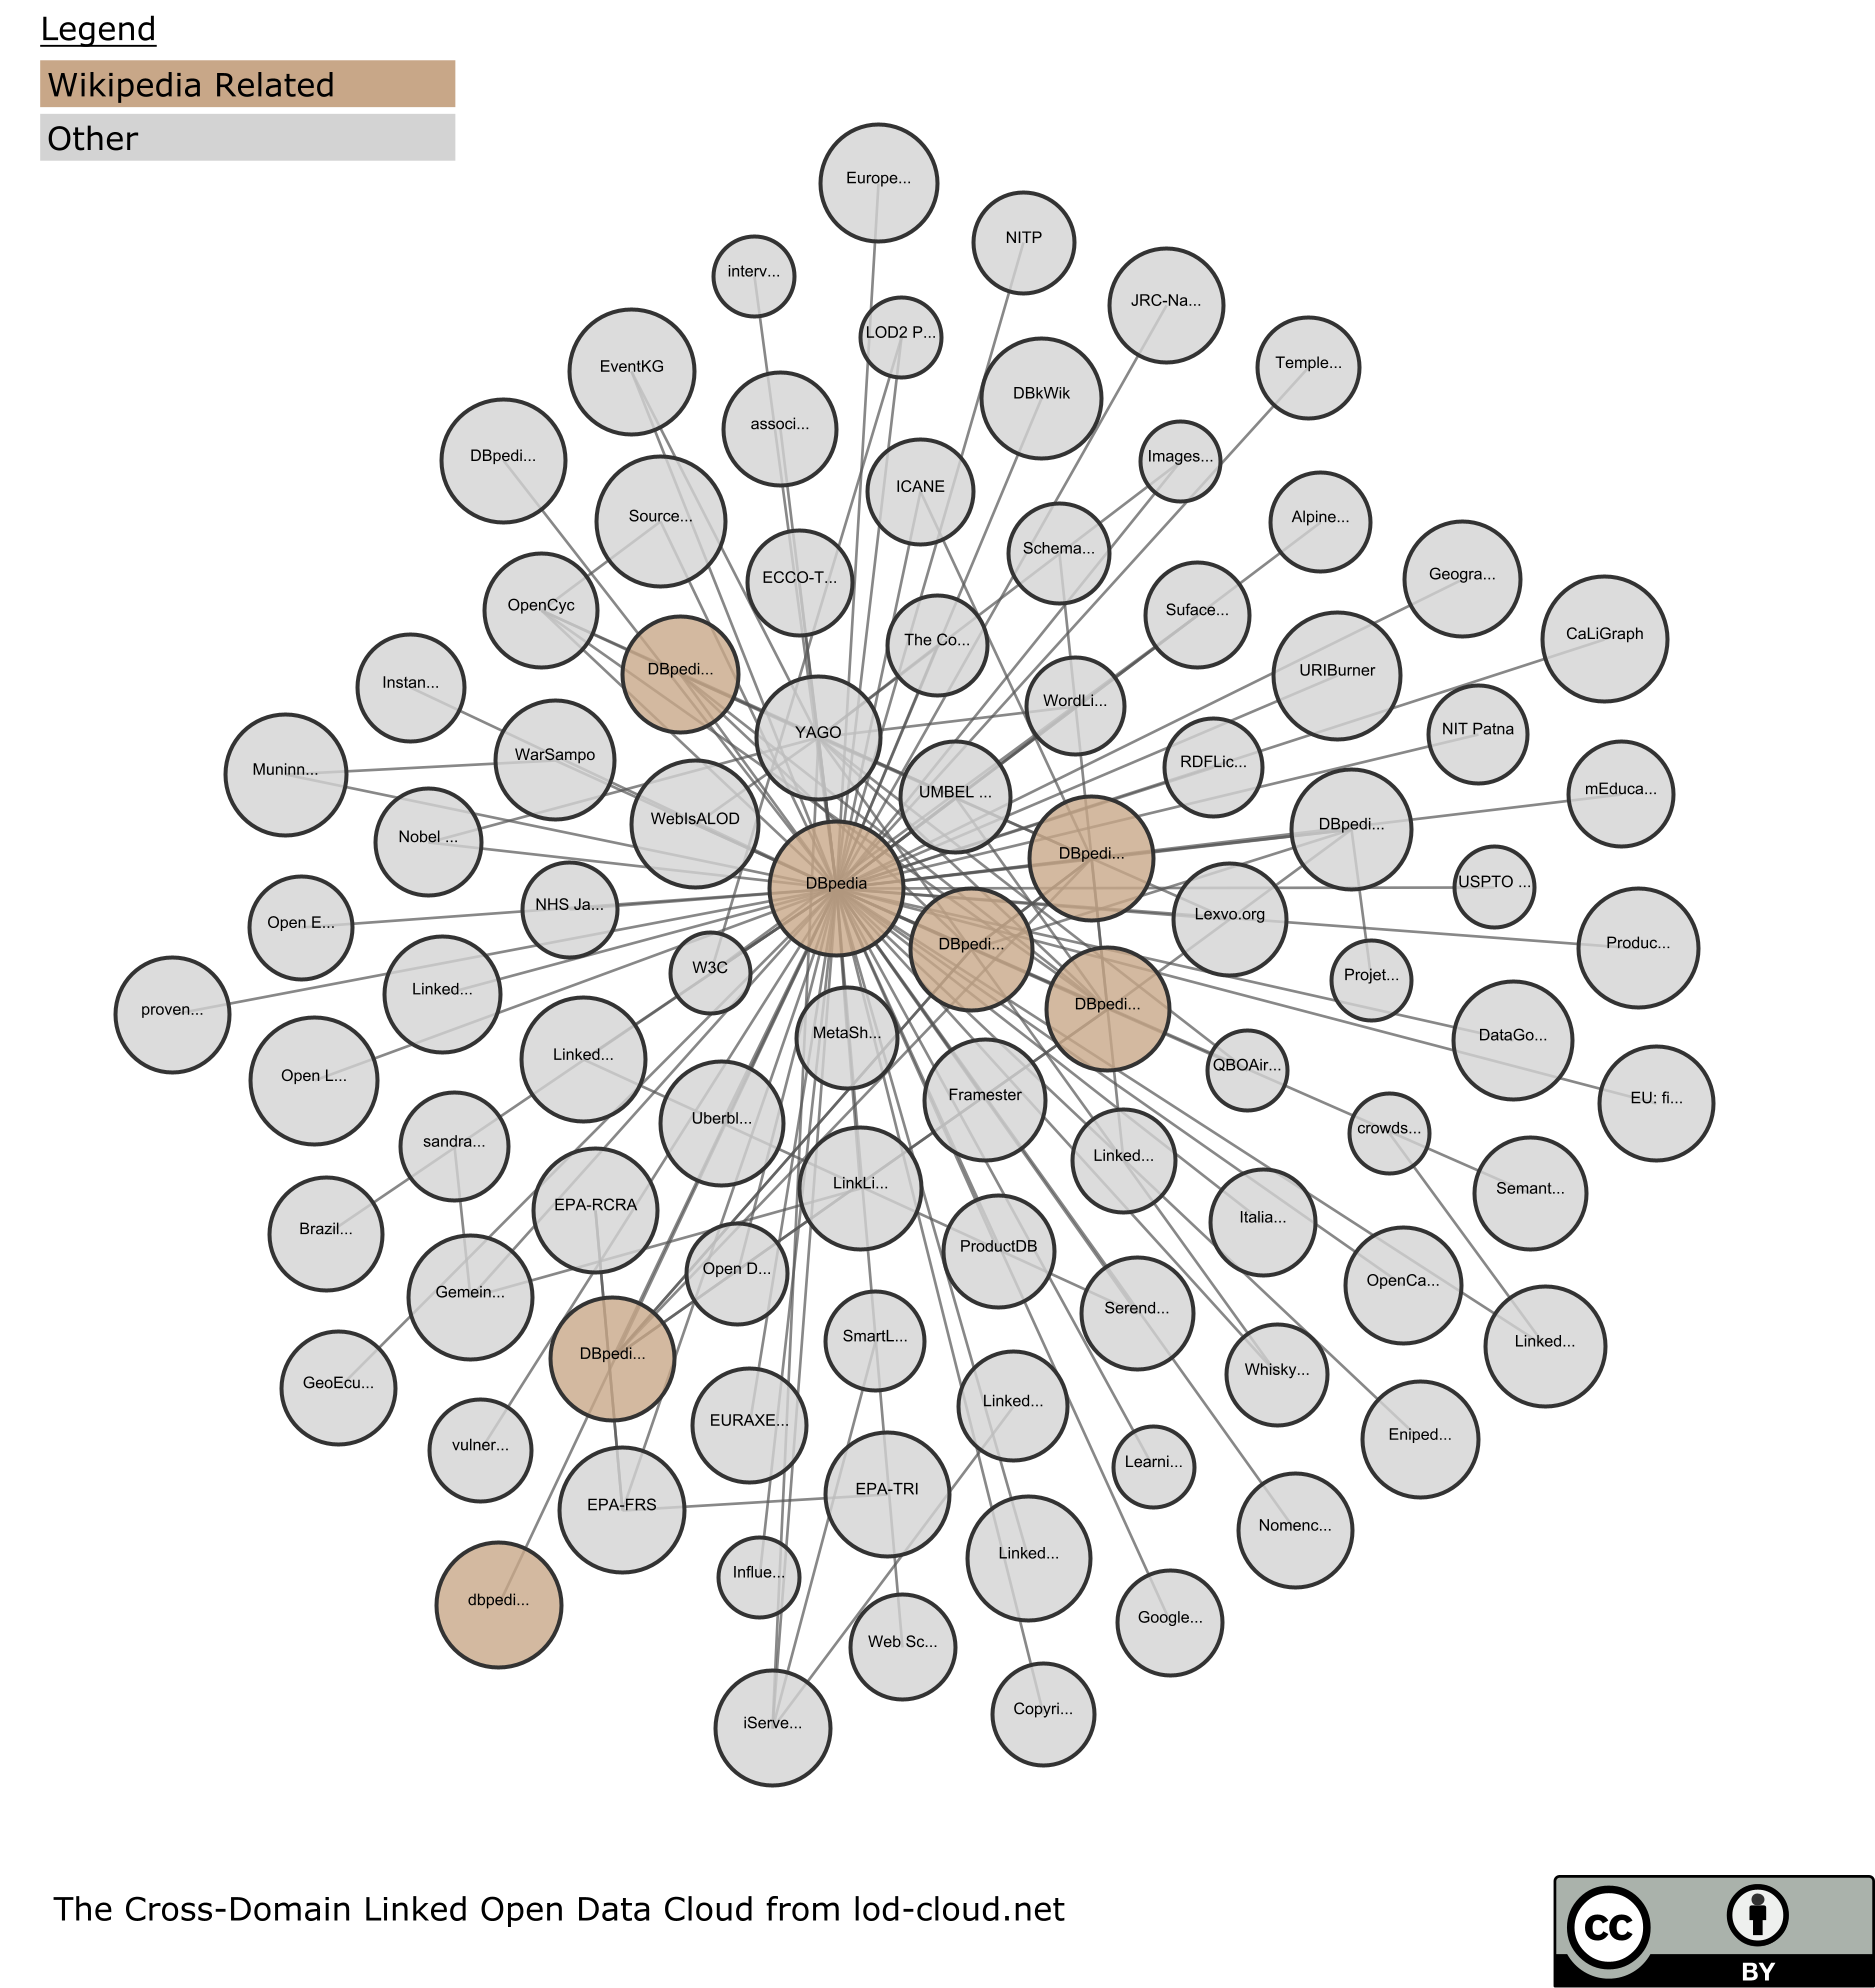 Legend
Wikipedia Related
Other
Europe...
NITP
interv...
JRC-Na...
LOD2 P...
EventKG
Temple...
DBkWik
associ...
DBpedi...
Images...
ICANE
Source...
Alpine...
Schema...
Geogra...
ECCO-T...
OpenCyc
Suface...
CaLiGraph
The Co...
DBpedi...
URIBurner
Instan...
WordLi...
YAGO
NIT Patna
WarSampo
RDFLic...
Muninn...
UMBEL ...
mEduca...
WebIsALOD
DBpedi...
Nobel ...
DBpedi...
DBpedia
USPTO ...
NHS Ja...
Lexvo.org
Open E...
DBpedi...
Produc...
W3C
Projet...
Linked...
DBpedi...
proven...
MetaSh...
DataGo...
Linked...
QBOAir...
Open L...
Framester
EU: fi...
Uberbl...
crowds...
sandra...
Linked...
LinkLi...
Semant...
EPA-RCRA
Italia...
Brazil...
ProductDB
Open D...
OpenCa...
Gemein...
Serend...
SmartL...
Linked...
DBpedi...
Whisky...
GeoEcu...
Linked...
EURAXE...
Eniped...
vulner...
Learni...
EPA-TRI
EPA-FRS
Nomenc...
Linked...
Influe...
dbpedi...
Google...
Web Sc...
Copyri...
iServe...
The Cross-Domain Linked Open Data Cloud from lod-cloud.net
cc
BY